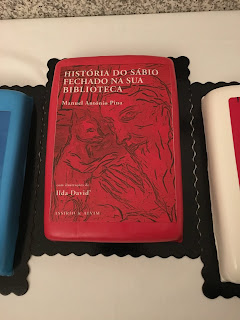 HISTÓRIA DO SÁBIO
FECHADO NA SUA
BIBLIOTECA
Manuel António Pina
com ilustrações de
Ilda David'
ASSÍRIO & ALVIM